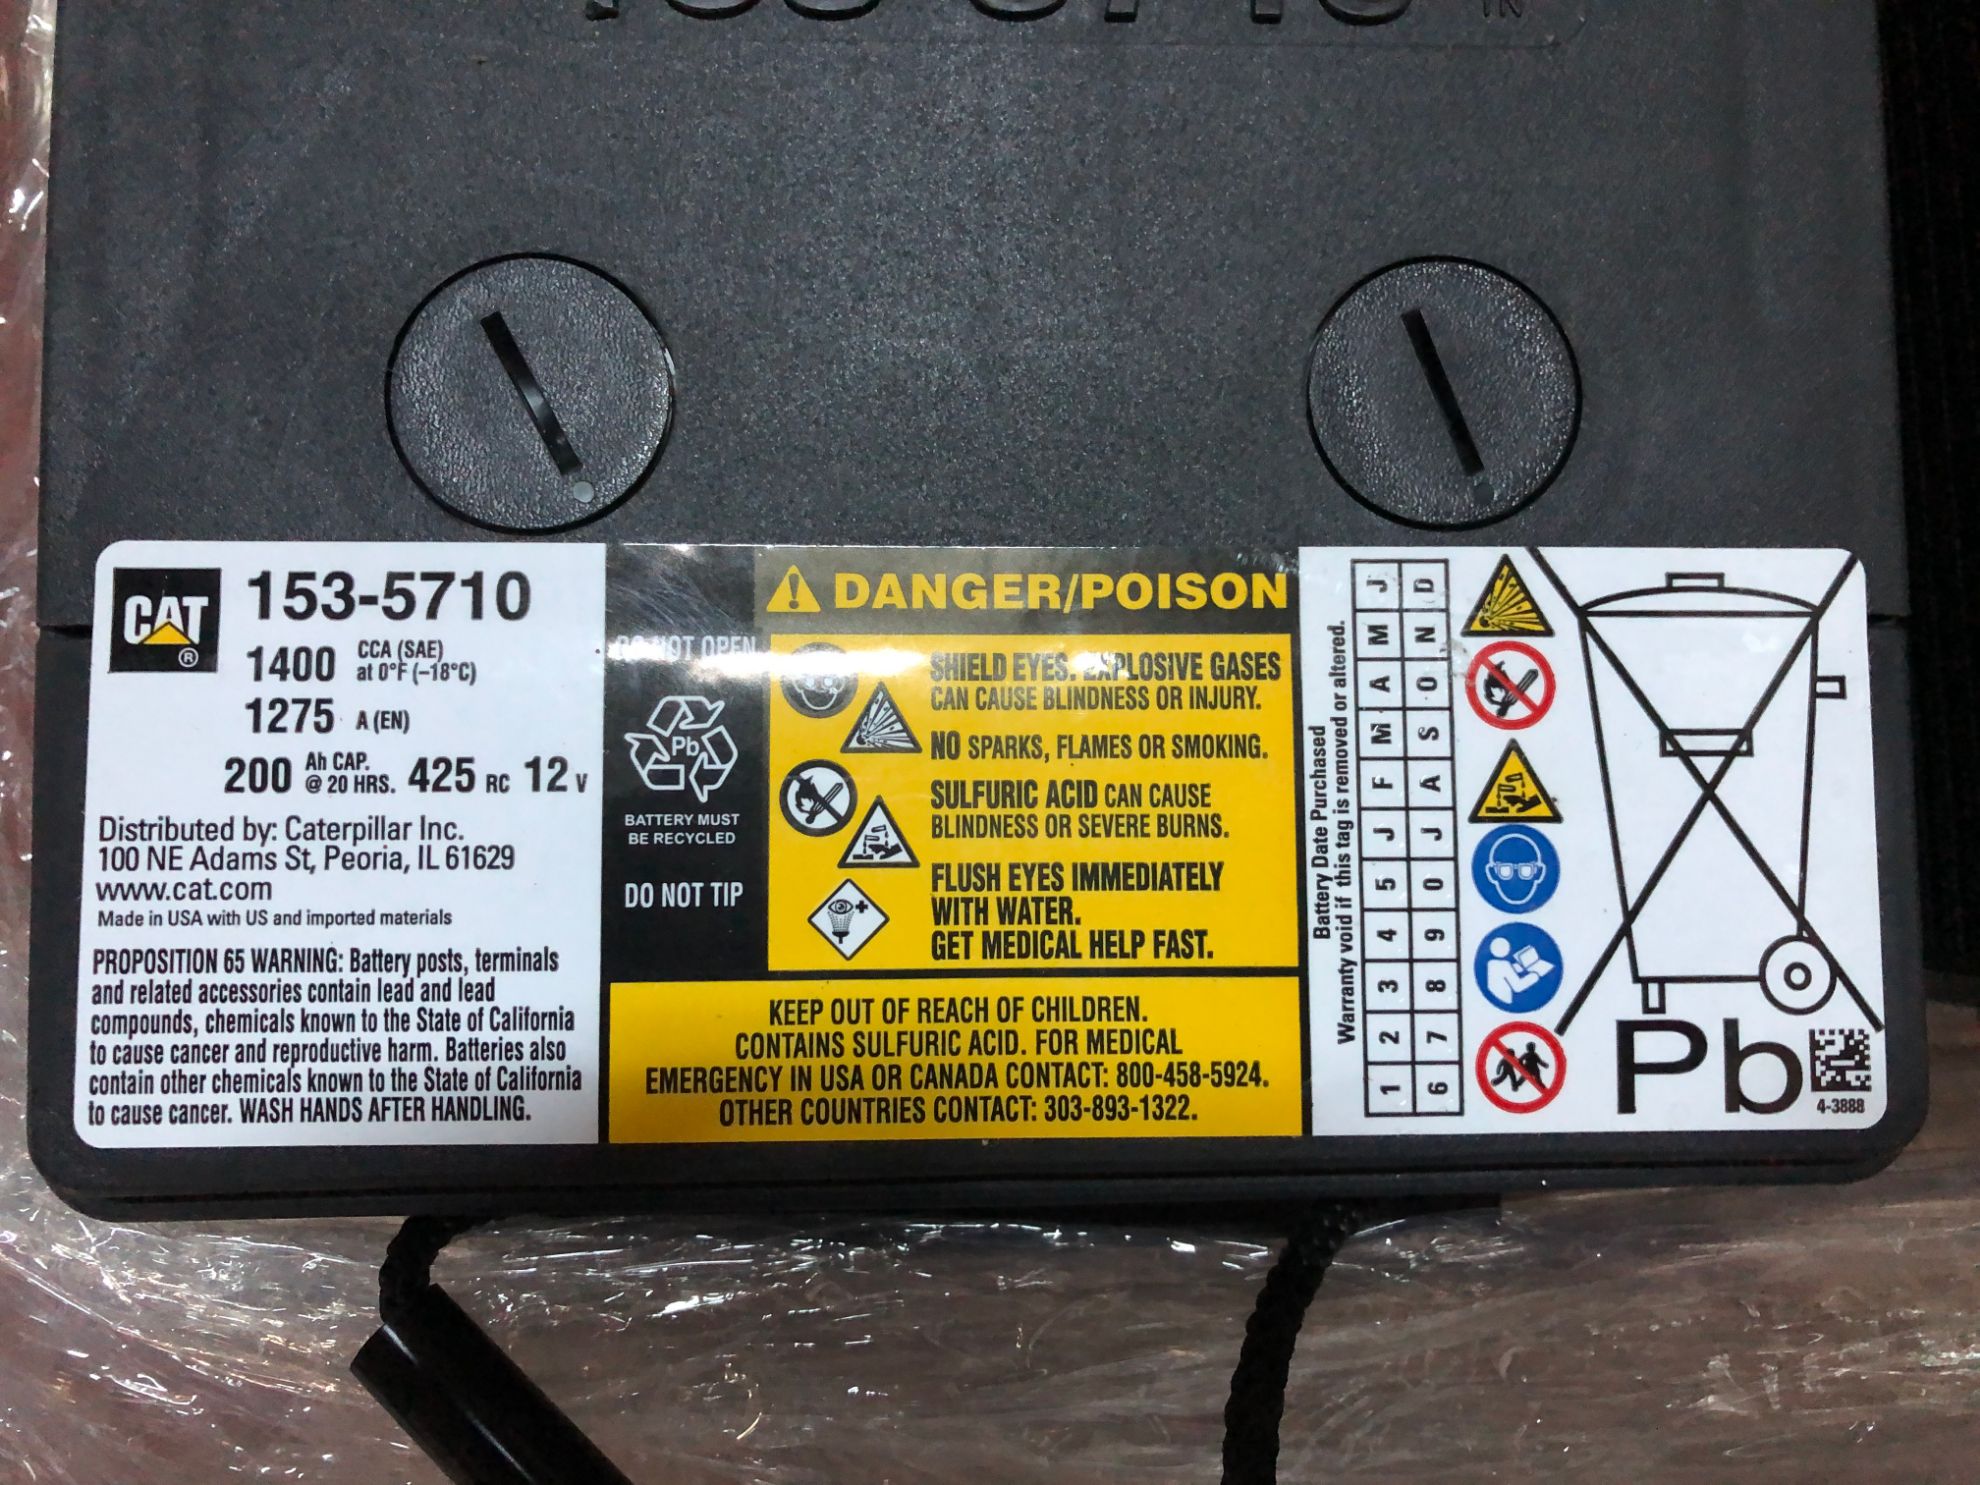 CAT
®
153-5710
1400 CCA (SAE)
at 0°F (–18°C)
1275 A (EN)
200 Ah CAP.
@ 20 HRS. 425 RC 12 V
Distributed by: Caterpillar Inc.
100 NE Adams St, Peoria, IL 61629
www.cat.com
Made in USA with US and imported materials
PROPOSITION 65 WARNING: Battery posts, terminals
and related accessories contain lead and lead
compounds, chemicals known to the State of California
to cause cancer and reproductive harm. Batteries also
contain other chemicals known to the State of California
to cause cancer. WASH HANDS AFTER HANDLING.
DO NOT OPEN
Pb
BATTERY MUST
BE RECYCLED
DO NOT TIP
DANGER/POISON
SHIELD EYES. EXPLOSIVE GASES
CAN CAUSE BLINDNESS OR INJURY.
NO SPARKS, FLAMES OR SMOKING.
SULFURIC ACID CAN CAUSE
BLINDNESS OR SEVERE BURNS.
FLUSH EYES IMMEDIATELY
WITH WATER.
GET MEDICAL HELP FAST.
KEEP OUT OF REACH OF CHILDREN.
CONTAINS SULFURIC ACID. FOR MEDICAL
EMERGENCY IN USA OR CANADA CONTACT: 800-458-5924.
OTHER COUNTRIES CONTACT: 303-893-1322.
Battery Date Purchased
Warranty void if this tag is removed or altered.
1 2 3 4 5 J F M A M J
6 7 8 9 0 J A S O N D
Pb
4-3888